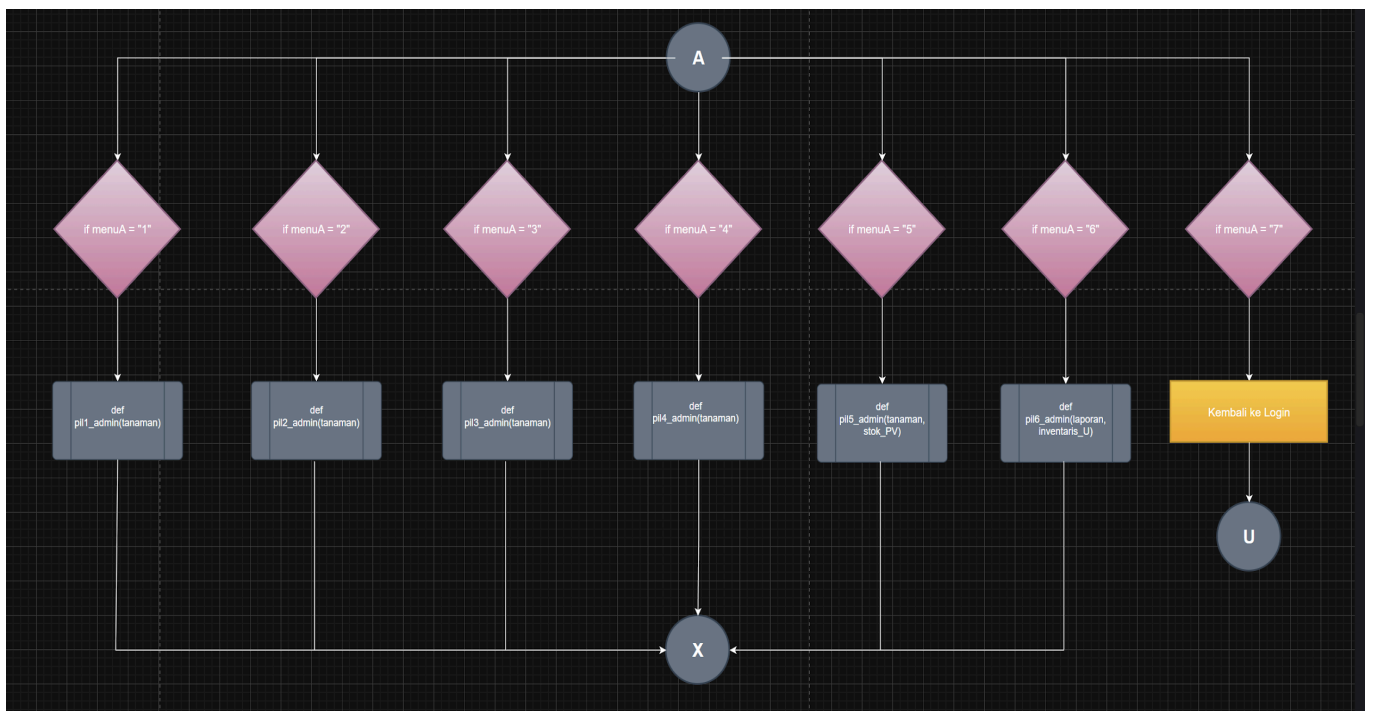 A
if menuA = "1"
if menuA = "2"
if menuA = "3"
if menuA = "4"
if menuA = "5"
if menuA = "6"
if menuA = "7"
def
pil1_admin(tanaman)
def
pil2_admin(tanaman)
def
pil3_admin(tanaman)
def
pil4_admin(tanaman)
def
pil5_admin(tanaman,
stok_PV)
def
pil6_admin(laporan,
inventaris_U)
Kembali ke Login
U
X